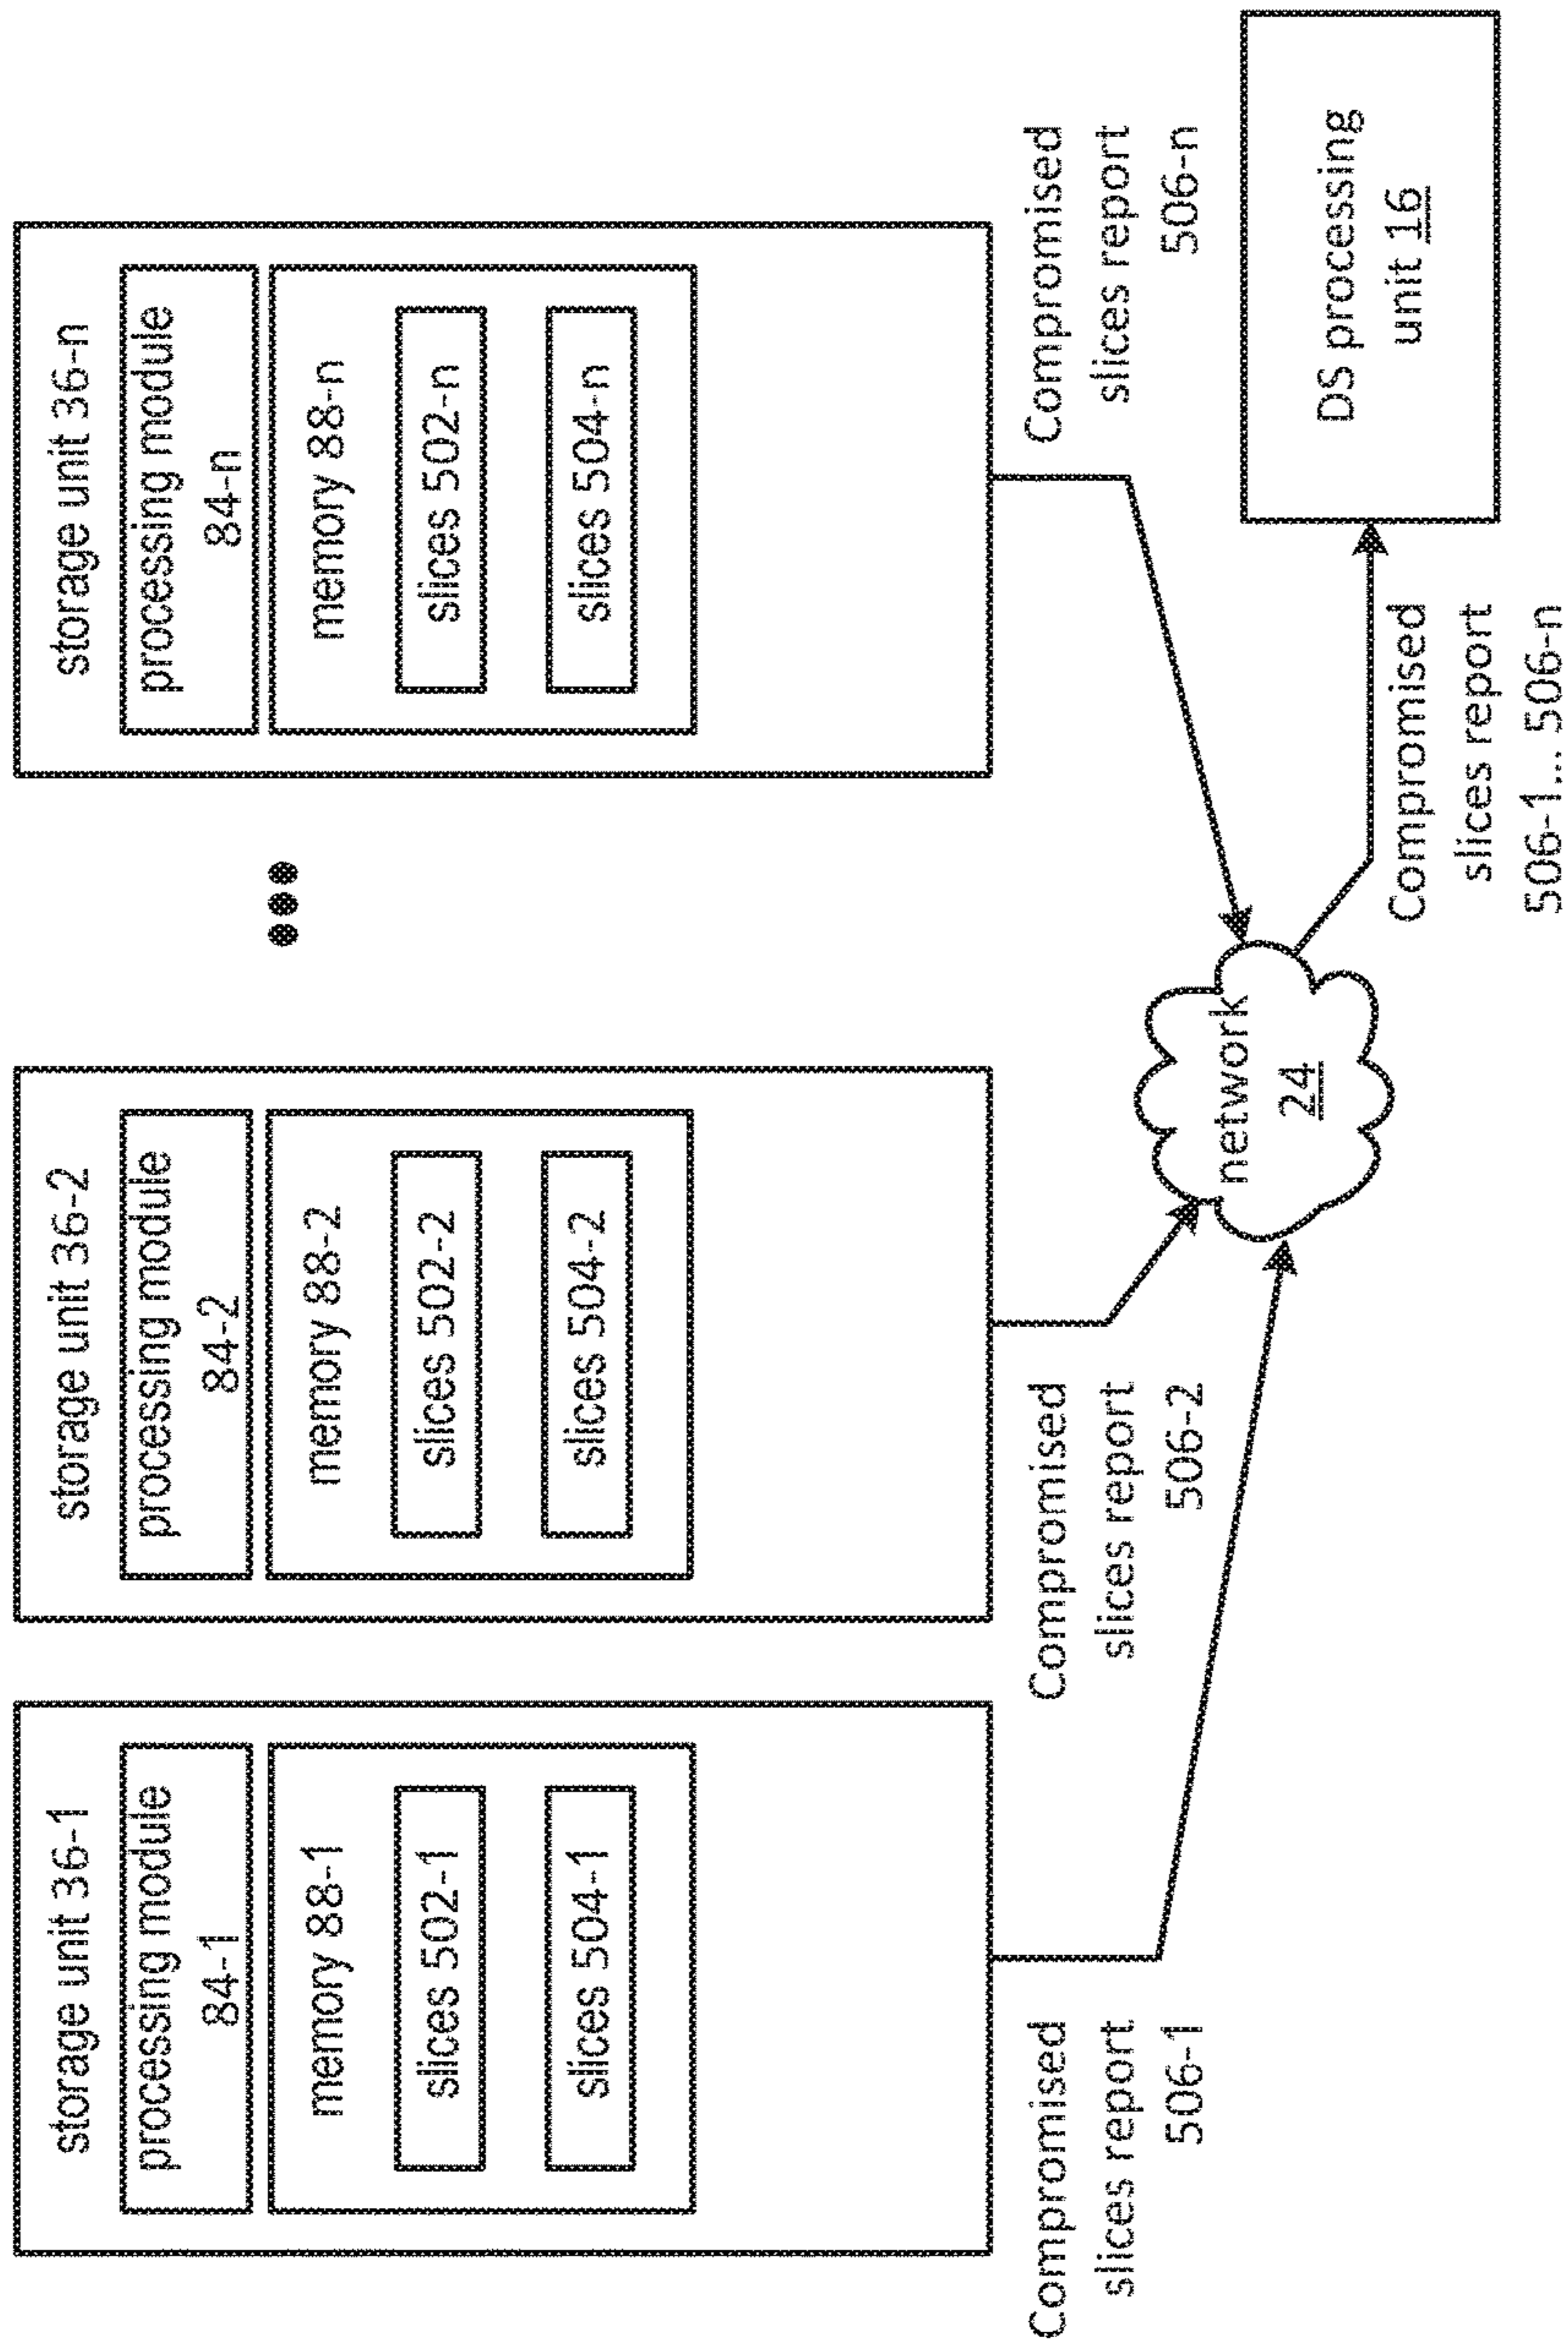 storage unit 36-1
processing module
84-1
memory 88-1
slices 502-1
slices 504-1
storage unit 36-2
processing module
84-2
memory 88-2
slices 502-2
slices 504-2
storage unit 36-n
processing module
84-n
memory 88-n
slices 502-n
slices 504-n
Compromised
slices report
506-1
Compromised
slices report
506-2
Compromised
slices report
506-n
network
24
Compromised
slices report
506-1... 506-n
DS processing
unit 16